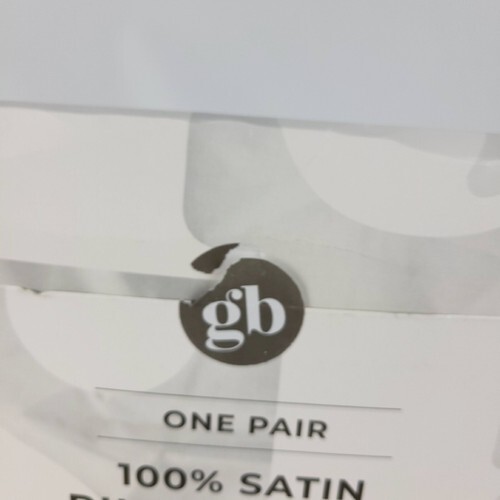 gb
ONE PAIR
100% SATIN